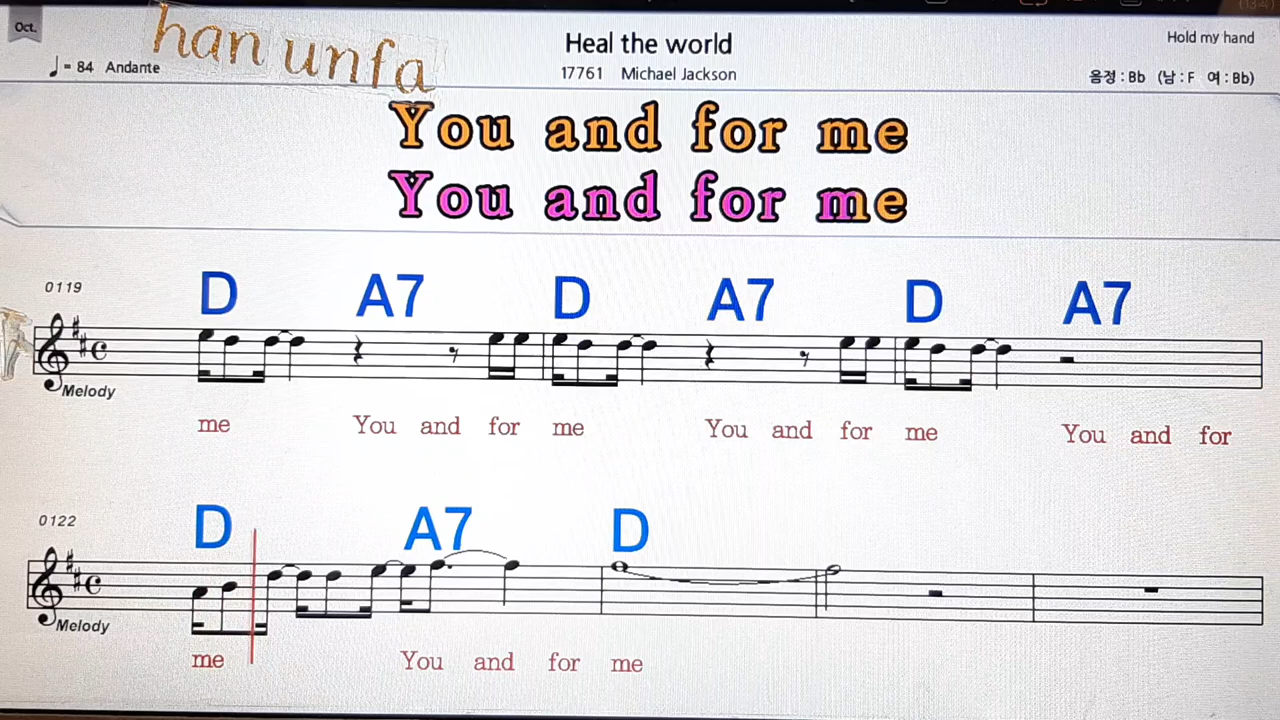 Oct.
han unfa
♩= 84 Andante
Heal the world
17761 Michael Jackson
Hold my hand
음정 : Bb (남 : F 여 : Bb)
You and for me
You and for me
0119
D A7 D A7 D A7
Melody
me You and for me You and for me You and for
0122
D A7 D
Melody
me You and for me